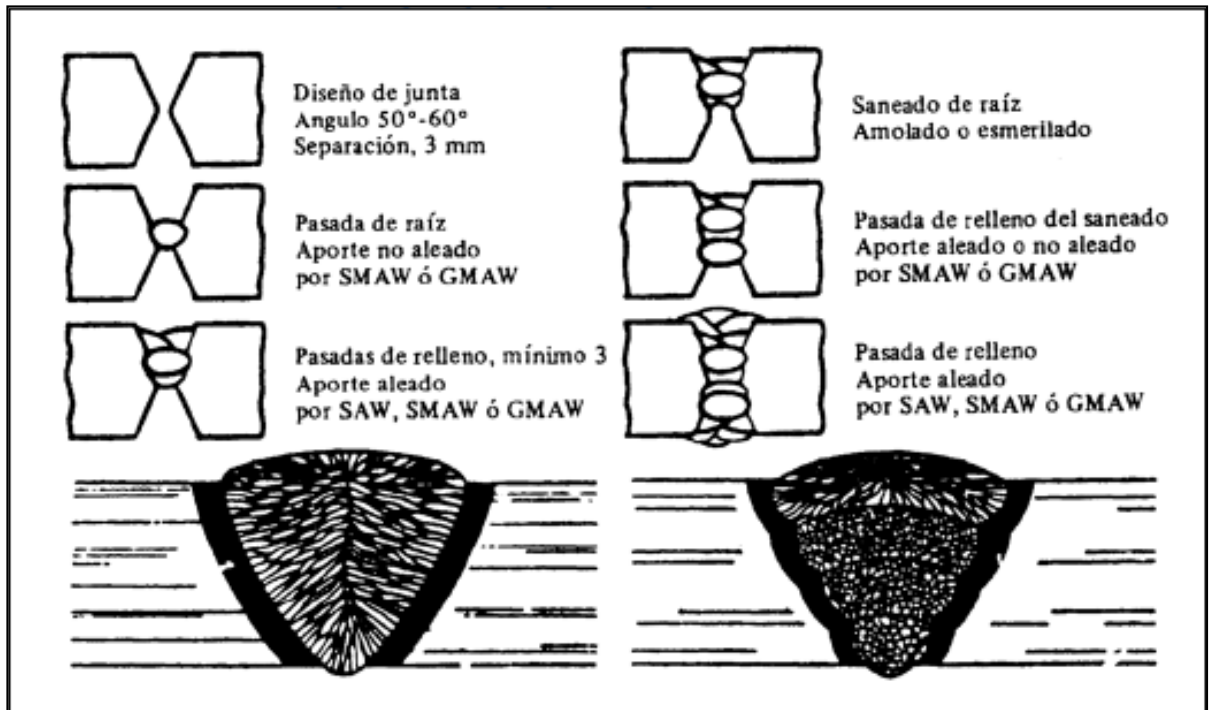 Diseño de junta
Angulo 50°-60°
Separación, 3 mm
Pasada de raíz
Aporte no aleado
por SMAW ó GMAW
Pasadas de relleno, mínimo 3
Aporte aleado
por SAW, SMAW ó GMAW
Saneado de raíz
Amolado o esmerilado
Pasada de relleno del saneado
Aporte aleado o no aleado
por SMAW ó GMAW
Pasada de relleno
Aporte aleado
por SAW, SMAW ó GMAW